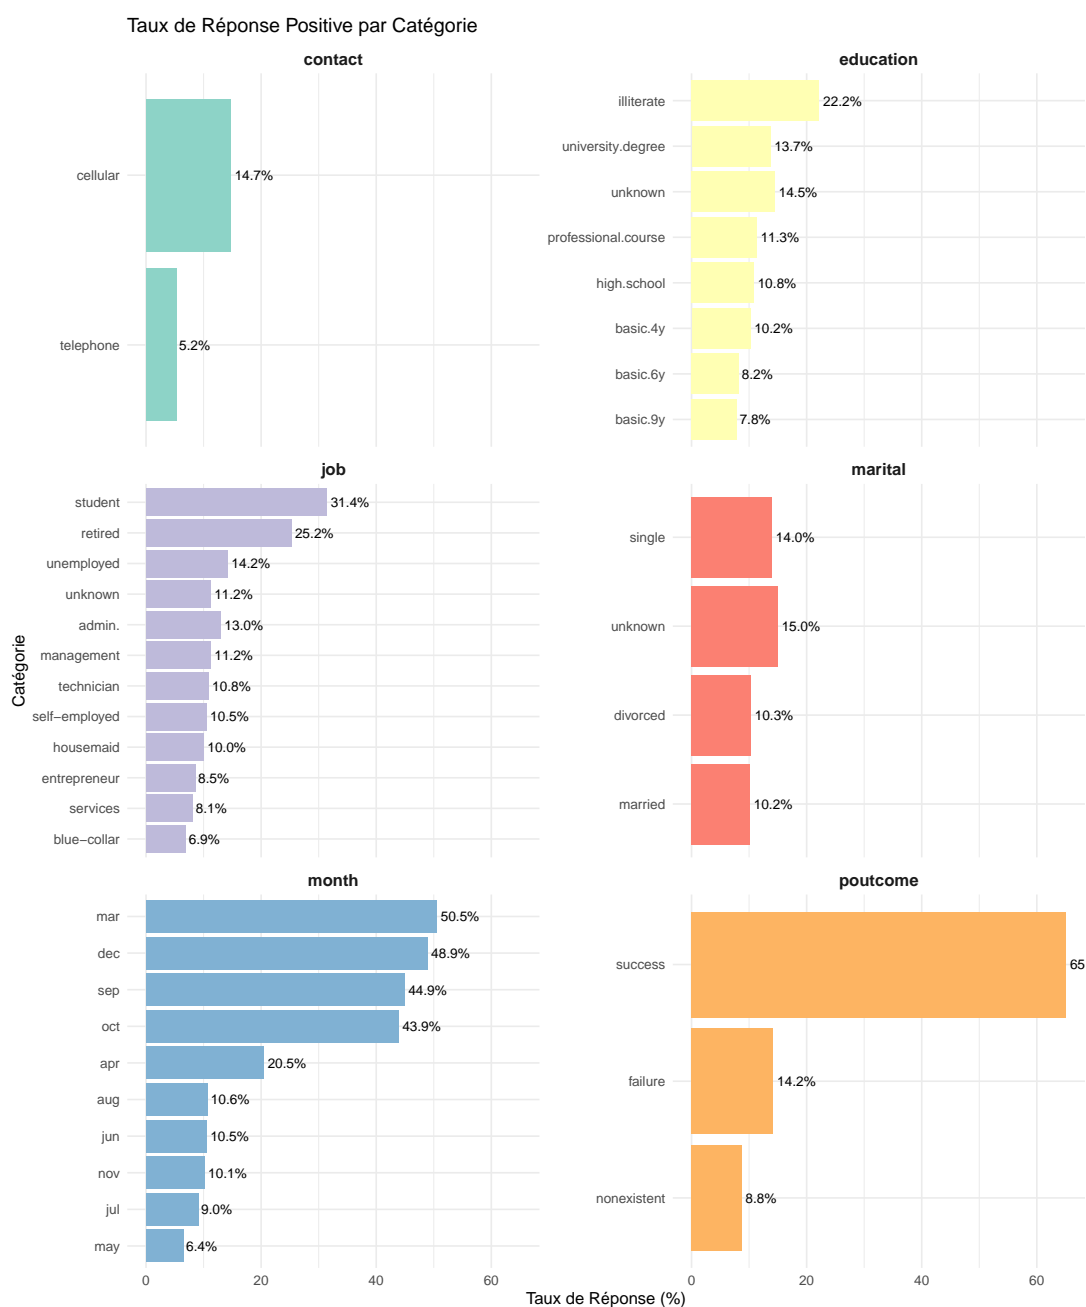 Taux de Réponse Positive par Catégorie
contact
cellular
14.7%
telephone
5.2%
education
illiterate
22.2%
university.degree
13.7%
unknown
14.5%
professional.course
11.3%
high.school
10.8%
basic.4y
10.2%
basic.6y
8.2%
basic.9y
7.8%
Catégorie
job
student
31.4%
retired
25.2%
unemployed
14.2%
unknown
11.2%
admin.
13.0%
management
11.2%
technician
10.8%
self−employed
10.5%
housemaid
10.0%
entrepreneur
8.5%
services
8.1%
blue−collar
6.9%
marital
single
14.0%
unknown
15.0%
divorced
10.3%
married
10.2%
month
mar
50.5%
dec
48.9%
sep
44.9%
oct
43.9%
apr
20.5%
aug
10.6%
jun
10.5%
nov
10.1%
jul
9.0%
may
6.4%
0 20 40 60
poutcome
success
65
failure
14.2%
nonexistent
8.8%
0 20 40 60
Taux de Réponse (%)